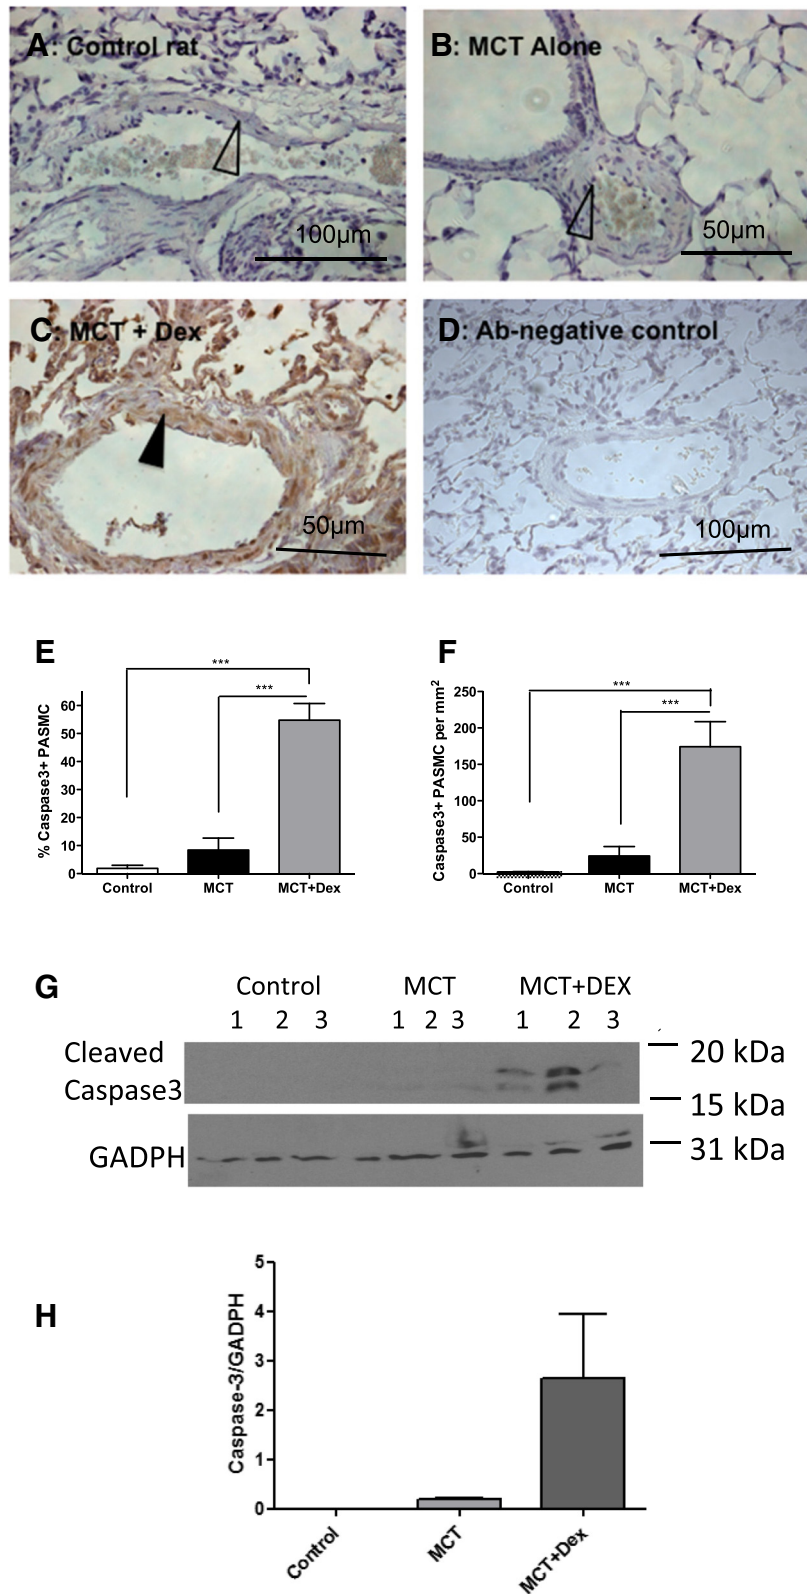 A: Control rat
100µm
B: MCT Alone
50µm
C: MCT + Dex
50µm
D: Ab-negative control
100µm
E
% Caspase3+ PASMC
60
50
40
30
20
10
0
***
***
Control MCT MCT+Dex
F
Caspase3+ PASMC per mm²
250
200
150
100
50
0
***
***
Control MCT MCT+Dex
G
Control MCT MCT+DEX
1 2 3 1 2 3 1 2 3
Cleaved
Caspase3
20 kDa
15 kDa
GADPH
31 kDa
H
Caspase-3/GADPH
5
4
3
2
1
0
Control
MCT
MCT+Dex